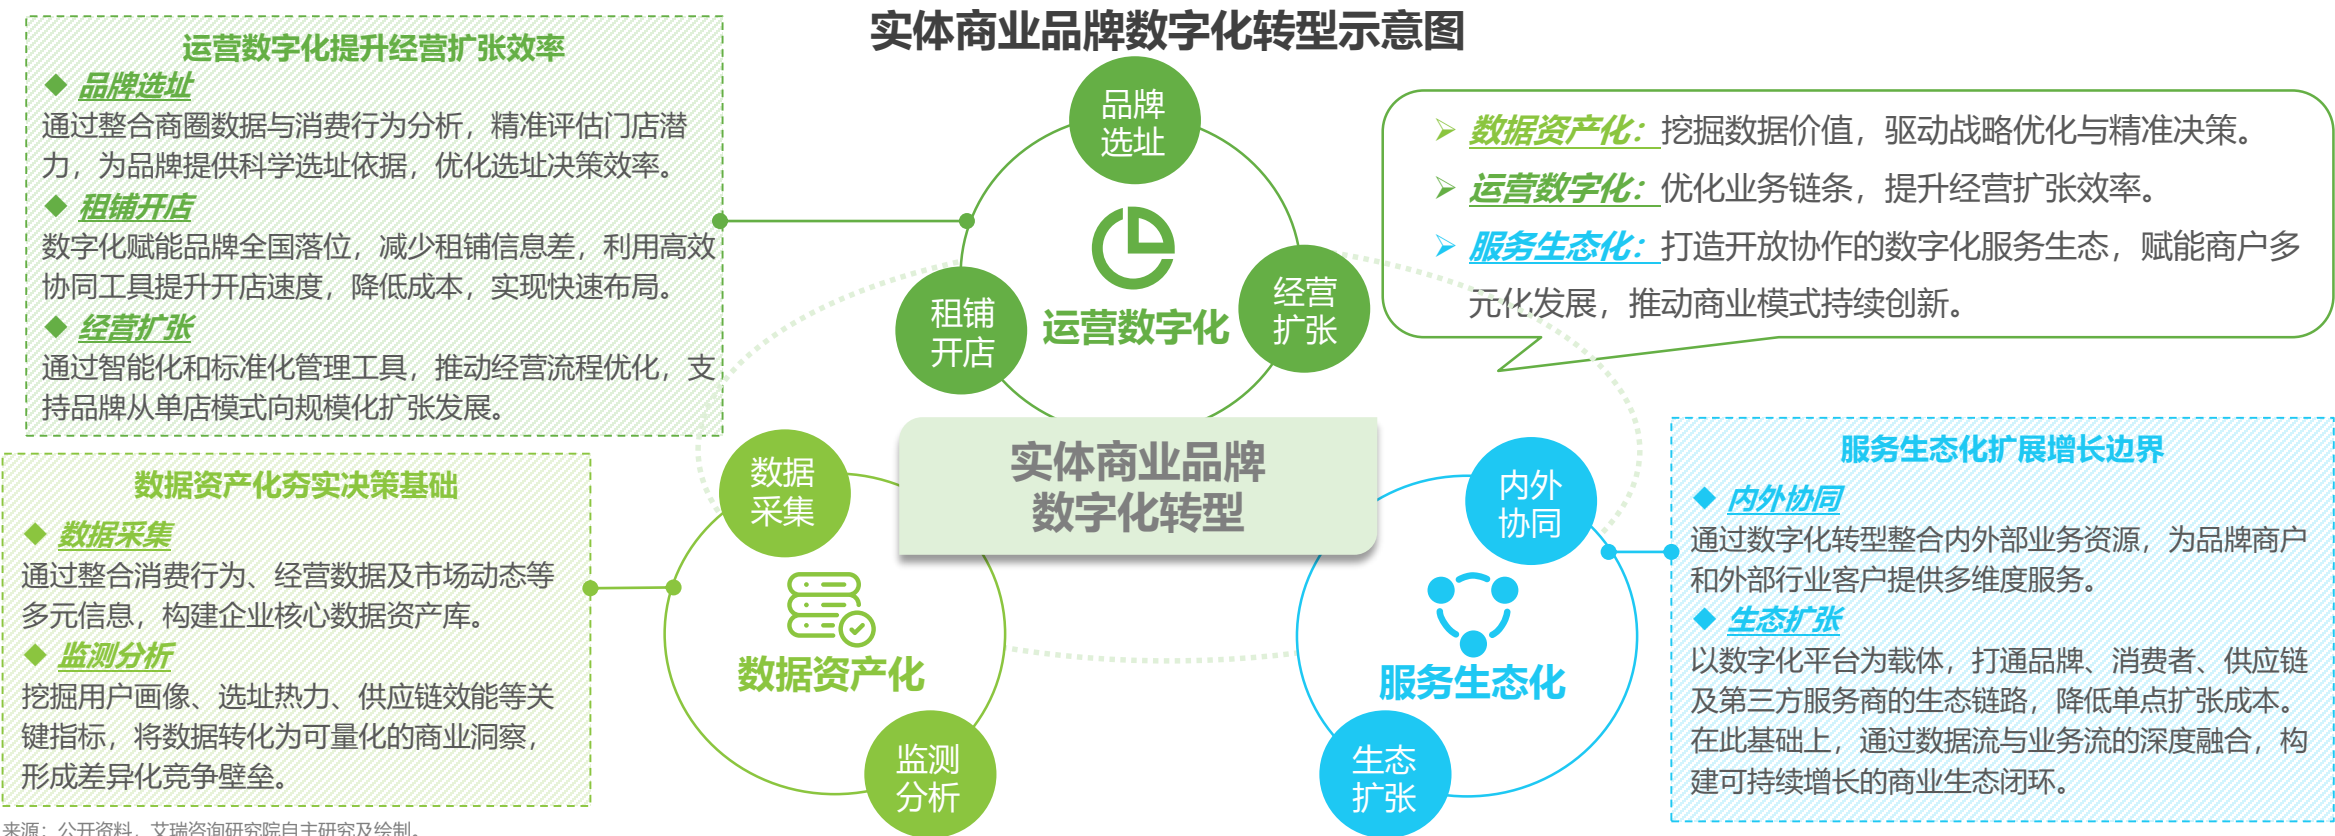 实体商业品牌数字化转型示意图
运营数字化提升经营扩张效率
品牌选址
通过整合商圈数据与消费行为分析，精准评估门店潜
力，为品牌提供科学选址依据，优化选址决策效率。
租铺开店
数字化赋能品牌全国落位，减少租铺信息差，利用高效
协同工具提升开店速度，降低成本，实现快速布局。
经营扩张
通过智能化和标准化管理工具，推动经营流程优化，支
持品牌从单店模式向规模化扩张发展。
品牌
选址
租铺
开店
经营
扩张
运营数字化
数据资产化：挖掘数据价值，驱动战略优化与精准决策。
运营数字化：优化业务链条，提升经营扩张效率。
服务生态化：打造开放协作的数字化服务生态，赋能商户多
元化发展，推动商业模式持续创新。
实体商业品牌
数字化转型
数据资产化夯实决策基础
数据采集
通过整合消费行为、经营数据及市场动态等
多元信息，构建企业核心数据资产库。
监测分析
挖掘用户画像、选址热力、供应链效能等关
键指标，将数据转化为可量化的商业洞察，
形成差异化竞争壁垒。
数据
采集
数据资产化
监测
分析
内外
协同
服务生态化
生态
扩张
服务生态化扩展增长边界
内外协同
通过数字化转型整合内外部业务资源，为品牌商户
和外部行业客户提供多维度服务。
生态扩张
以数字化平台为载体，打通品牌、消费者、供应链
及第三方服务商的生态链路，降低单点扩张成本。
在此基础上，通过数据流与业务流的深度融合，构
建可持续增长的商业生态闭环。
来源：公开资料，艾瑞咨询研究院自主研究及绘制。